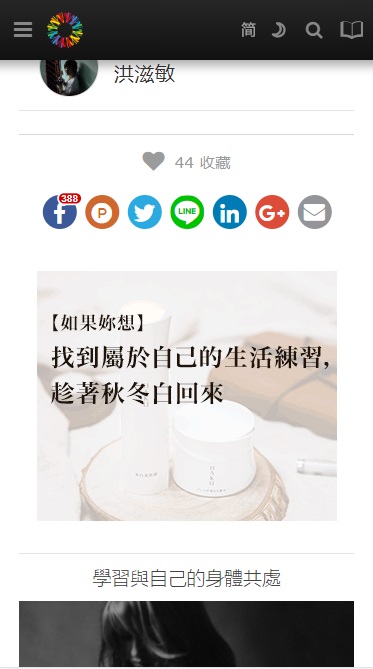 简
洪滋敏
44 收藏
388
f
P
LINE
in
G+
【如果妳想】
找到屬於自己的生活練習,
趁著秋冬白回來
HAKU
學習與自己的身體共處